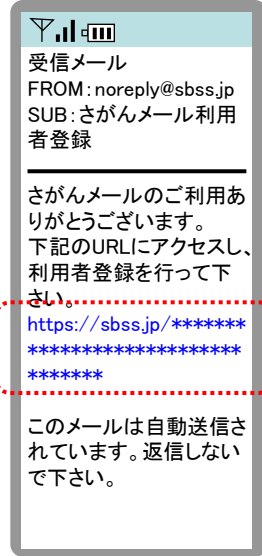 受信メール
FROM:noreply@sbss.jp
SUB:さがんメール利用
者登録
さがんメールのご利用あ
りがとうございます。
下記のURLにアクセスし、
利用者登録を行って下
さい。
https://sbss.jp/*******
********************
*******
このメールは自動送信さ
れています。返信しない
で下さい。